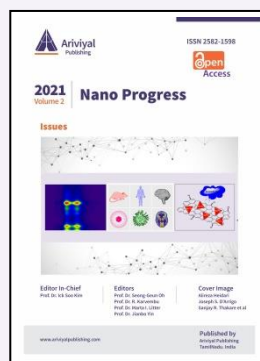 Ariviyal
Publishing
ISSN 2582-1598
Open
Access
2021
Volume 2
Nano Progress
Issues
Editor In-Chief
Prof. Dr. Ick Soo Kim
Editors
Prof. Dr. Seong-Geun Oh
Prof. Dr. R. Karvembu
Prof. Dr. Marta I. Litter
Prof. Dr. Jianbo Yin
Cover Image
Alireza Heidari
Joseph S. D'Arrigo
Sanjay R. Thakare et al
www.ariviyalpublishing.com
Published by
Ariviyal Publishing
TamilNadu, India